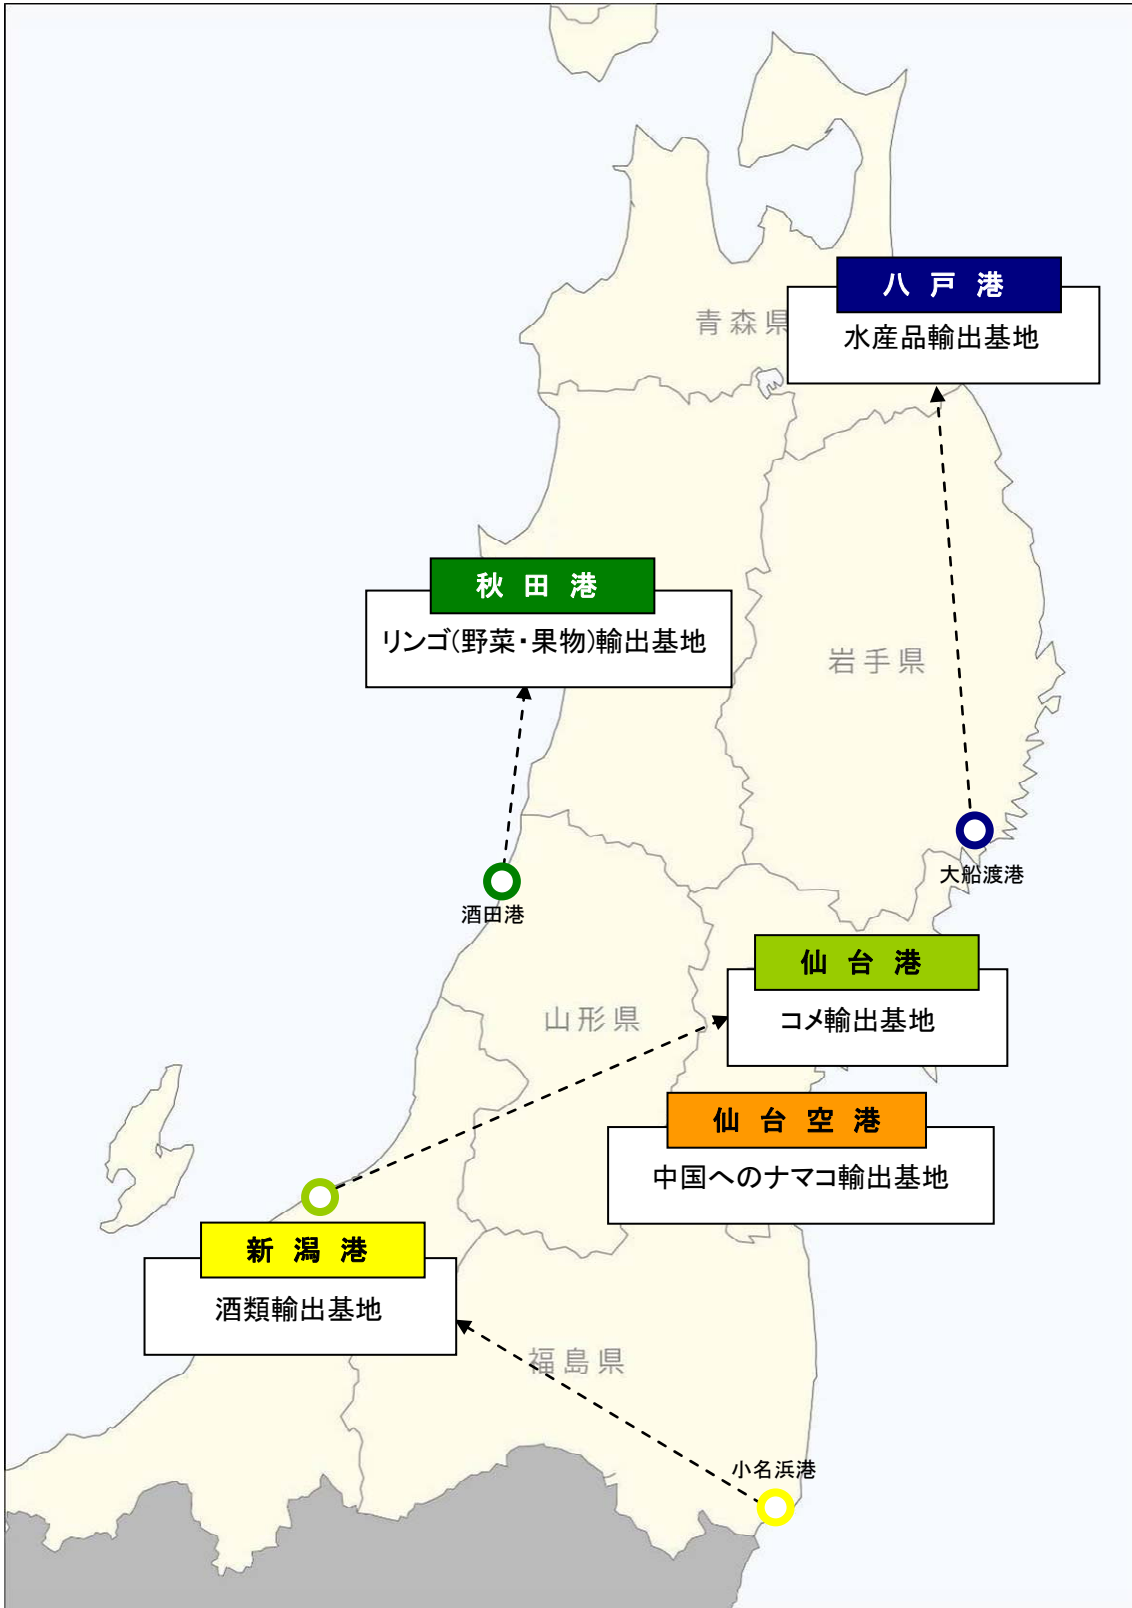 八戸港
青森県
水産品輸出基地
秋田港
リンゴ(野菜・果物)輸出基地
岩手県
大船渡港
酒田港
仙台港
山形県
コメ輸出基地
仙台空港
中国へのナマコ輸出基地
新潟港
酒類輸出基地
福島県
小名浜港